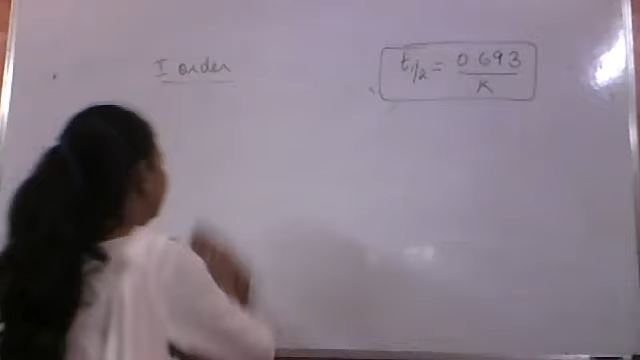 I order
t1/2 = 0.693
K